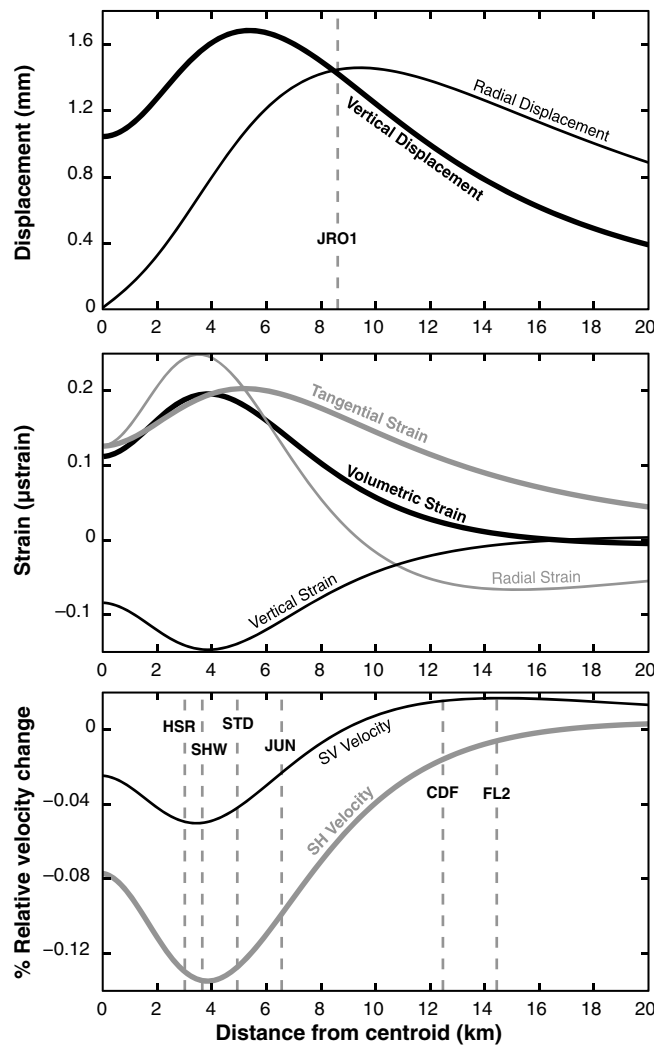 Displacement (mm)
1.6
1.2
0.8
0.4
0
Radial Displacement
Vertical Displacement
JRO1
0 2 4 6 8 10 12 14 16 18 20
Strain (μstrain)
0.2
0.1
0
−0.1
Tangential Strain
Volumetric Strain
Vertical Strain
Radial Strain
0 2 4 6 8 10 12 14 16 18 20
% Relative velocity change
0
−0.04
−0.08
−0.12
HSR
SHW
STD
JUN
SV Velocity
SH Velocity
CDF
FL2
0 2 4 6 8 10 12 14 16 18 20
Distance from centroid (km)